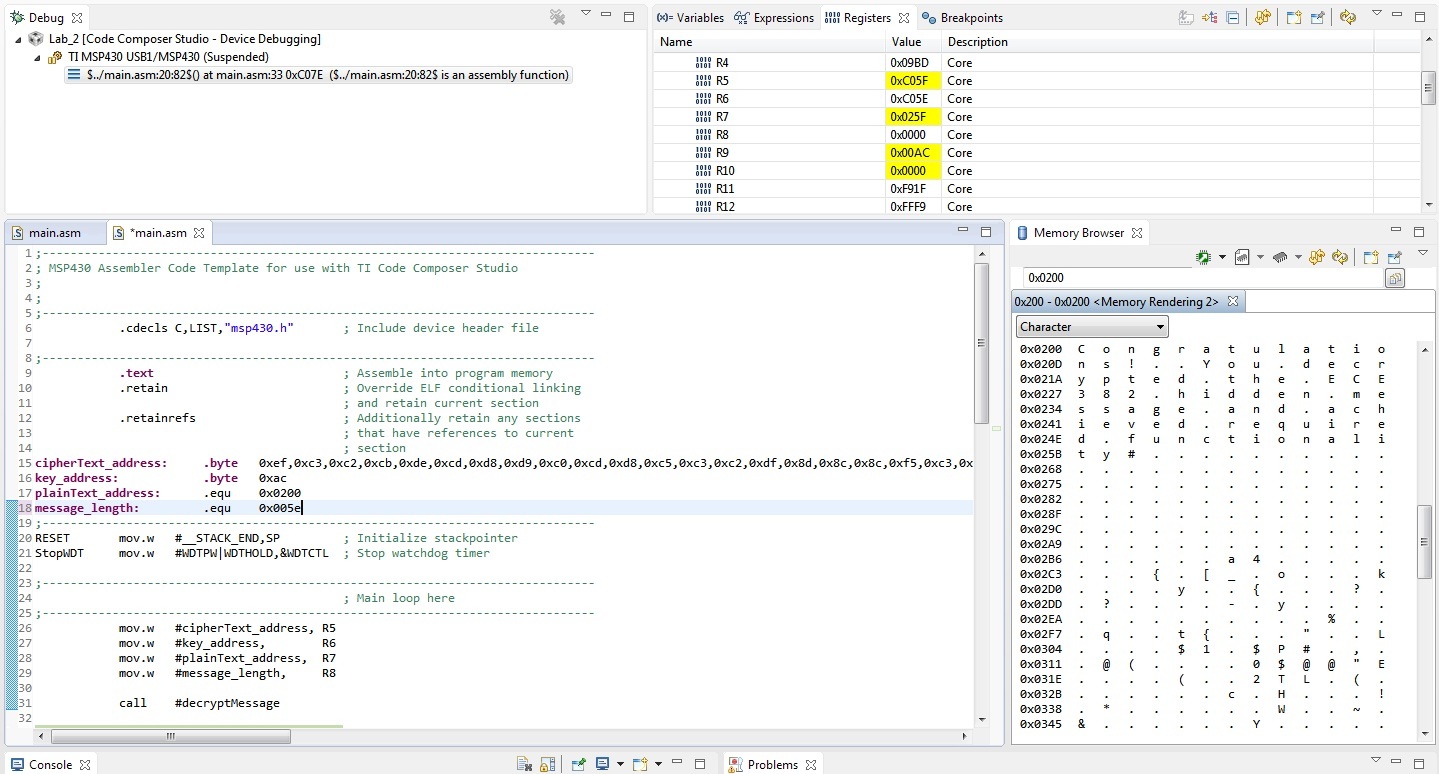 Debug
Lab_2 [Code Composer Studio - Device Debugging]
TI MSP430 USB1/MSP430 (Suspended)
$../main.asm:20:82$() at main.asm:33 0xC07E ($../main.asm:20:82$ is an assembly function)
(x)= Variables Expressions Registers Breakpoints
Name Value Description
R4 0x09BD Core
R5 0xC05F Core
R6 0xC05E Core
R7 0x025F Core
R8 0x0000 Core
R9 0x00AC Core
R10 0x0000 Core
R11 0xF91F Core
R12 0xFFF9 Core
main.asm *main.asm
1 ;-------------------------------------------------------------------------------
2 ; MSP430 Assembler Code Template for use with TI Code Composer Studio
3 ;
4 ;
5 ;-------------------------------------------------------------------------------
6 .cdecls C,LIST,"msp430.h" ; Include device header file
7
8 ;-------------------------------------------------------------------------------
9 .text ; Assemble into program memory
10 .retain ; Override ELF conditional linking
11 ; and retain current section
12 .retainrefs ; Additionally retain any sections
13 ; that have references to current
14 ; section
15 cipherText_address: .byte 0xef,0xc3,0xc2,0xcb,0xde,0xcd,0xd8,0xd9,0xc0,0xcd,0xd8,0xc5,0xc3,0xc2,0xdf,0x8d,0x8c,0x8c,0xf5,0xc3,0x
16 key_address: .byte 0xac
17 plainText_address: .equ 0x0200
18 message_length: .equ 0x005e
19 ;-------------------------------------------------------------------------------
20 RESET mov.w #__STACK_END,SP ; Initialize stackpointer
21 StopWDT mov.w #WDTPW|WDTHOLD,&WDTCTL ; Stop watchdog timer
22
23 ;-------------------------------------------------------------------------------
24 ; Main loop here
25 ;-------------------------------------------------------------------------------
26 mov.w #cipherText_address, R5
27 mov.w #key_address, R6
28 mov.w #plainText_address, R7
29 mov.w #message_length, R8
30
31 call #decryptMessage
32
Memory Browser
0x0200
0x200 - 0x0200 <Memory Rendering 2>
Character
0x0200 C o n g r a t u l a t i o
0x020D n s ! . . Y o u . d e c r
0x021A y p t e d . t h e . E C E
0x0227 3 8 2 . h i d d e n . m e
0x0234 s s a g e . a n d . a c h
0x0241 i e v e d . r e q u i r e
0x024E d . f u n c t i o n a l i
0x025B t y # . . . . . . . . . .
0x0268 . . . . . . . . . . . . .
0x0275 . . . . . . . . . . . . .
0x0282 . . . . . . . . . . . . .
0x028F . . . . . . . . . . . . .
0x029C . . . . . . . . . . . . .
0x02A9 . . . . . . . . . . . . .
0x02B6 . . . . . . a 4 . . . . .
0x02C3 . . . { . [ _ . o . . . k
0x02D0 . . . . y . . { . . . ? .
0x02DD . ? . . . . - . y . . . .
0x02EA . . . . . . . . . . % . .
0x02F7 . q . . t { . . . " . . L
0x0304 . . . . $ 1 . $ P # . , .
0x0311 . @ ( . . . . 0 $ @ @ " E
0x031E . . . . ( . . 2 T L . ( .
0x032B . . . . . . c . H . . . !
0x0338 . * . . . . . . W . . ~ .
0x0345 & . . . . . . Y . . . . .
Console
Problems